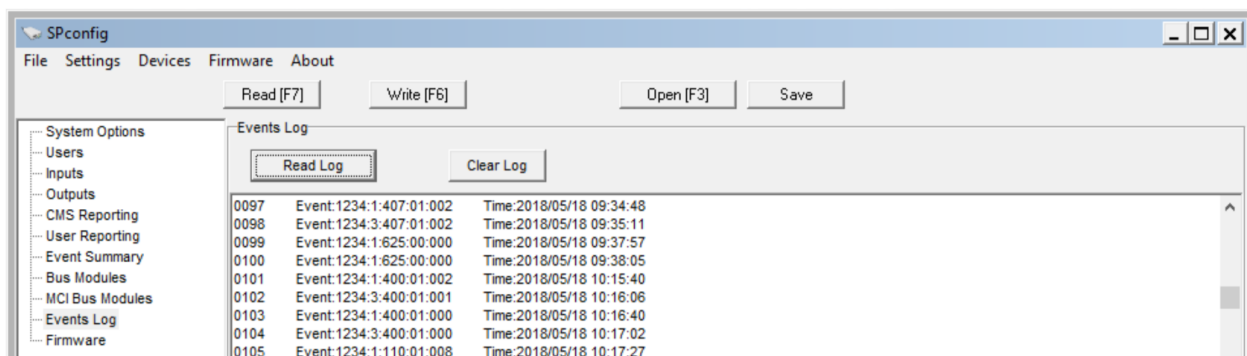 SPconfig
File Settings Devices Firmware About
Read [F7] Write [F6] Open [F3] Save
System Options
Users
Inputs
Outputs
CMS Reporting
User Reporting
Event Summary
Bus Modules
MCI Bus Modules
Events Log
Firmware
Events Log
Read Log Clear Log
0097 Event:1234:1:407:01:002 Time:2018/05/18 09:34:48
0098 Event:1234:3:407:01:002 Time:2018/05/18 09:35:11
0099 Event:1234:1:625:00:000 Time:2018/05/18 09:37:57
0100 Event:1234:1:625:00:000 Time:2018/05/18 09:38:05
0101 Event:1234:1:400:01:002 Time:2018/05/18 10:15:40
0102 Event:1234:3:400:01:001 Time:2018/05/18 10:16:06
0103 Event:1234:1:400:01:000 Time:2018/05/18 10:16:40
0104 Event:1234:3:400:01:000 Time:2018/05/18 10:17:02
0105 Event:1234:1:110:01:008 Time:2018/05/18 10:17:27